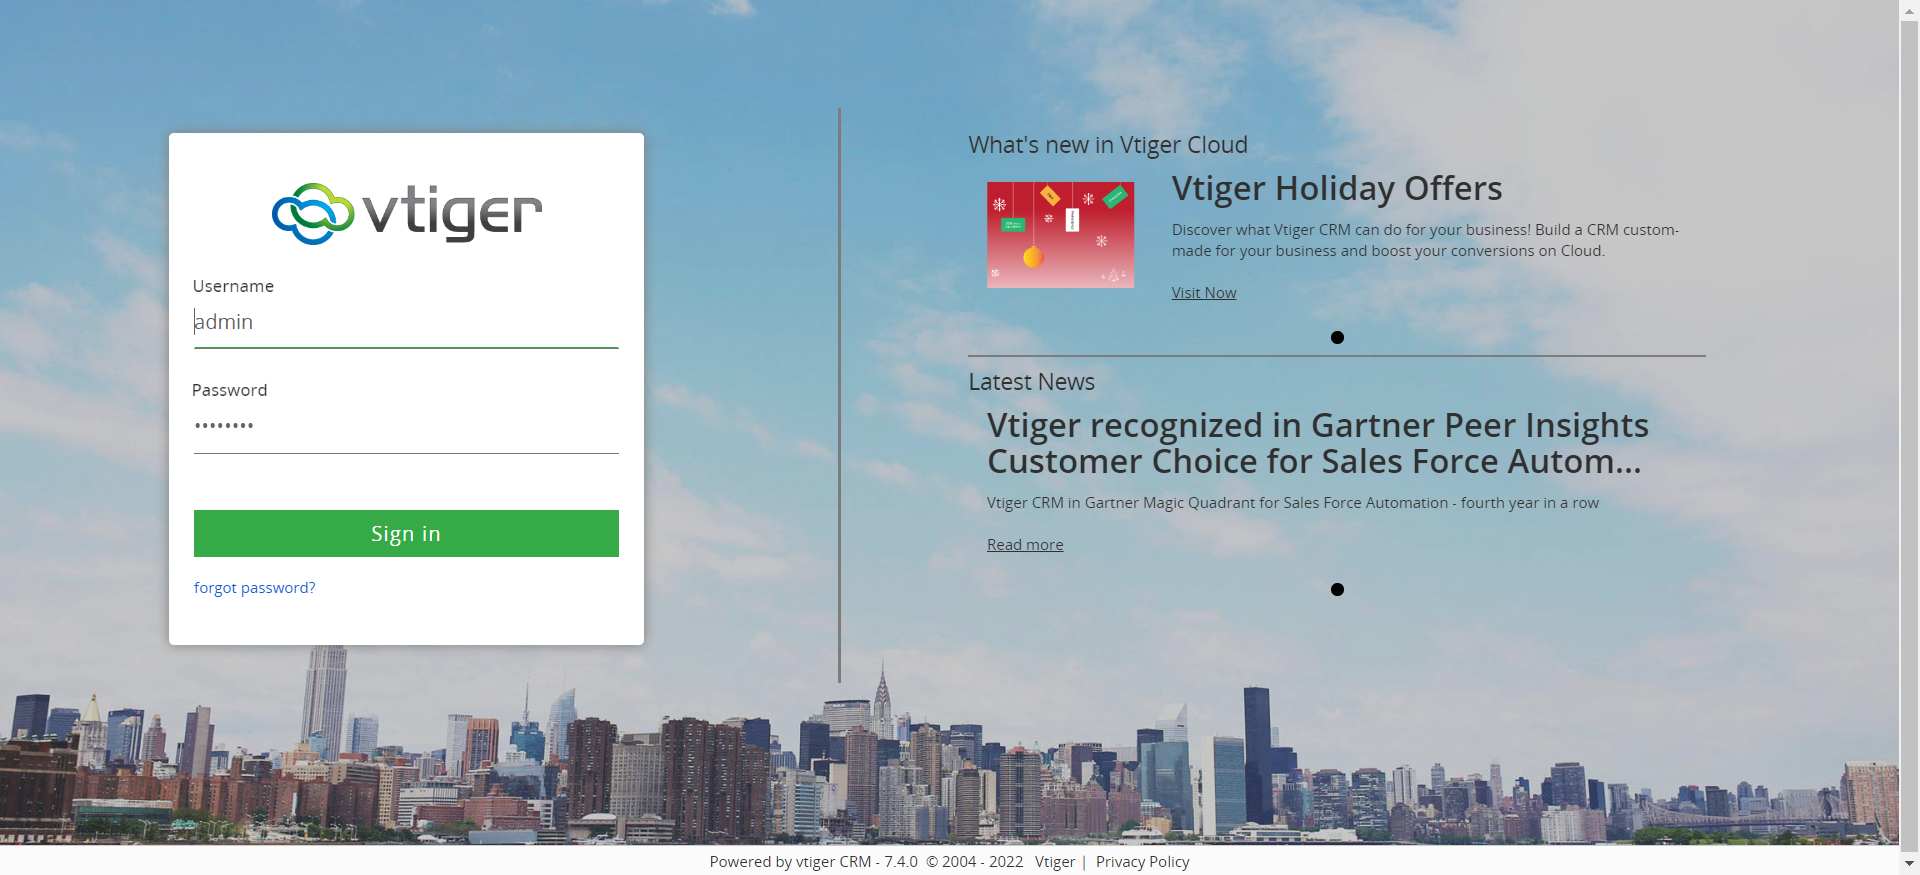 vtiger
Username
admin
Password
••••••••
Sign in
forgot password?
What's new in Vtiger Cloud
Vtiger Holiday Offers
Discover what Vtiger CRM can do for your business! Build a CRM custom-
made for your business and boost your conversions on Cloud.
Visit Now
Latest News
Vtiger recognized in Gartner Peer Insights
Customer Choice for Sales Force Autom...
Vtiger CRM in Gartner Magic Quadrant for Sales Force Automation - fourth year in a row
Read more
Powered by vtiger CRM - 7.4.0 © 2004 - 2022 Vtiger | Privacy Policy